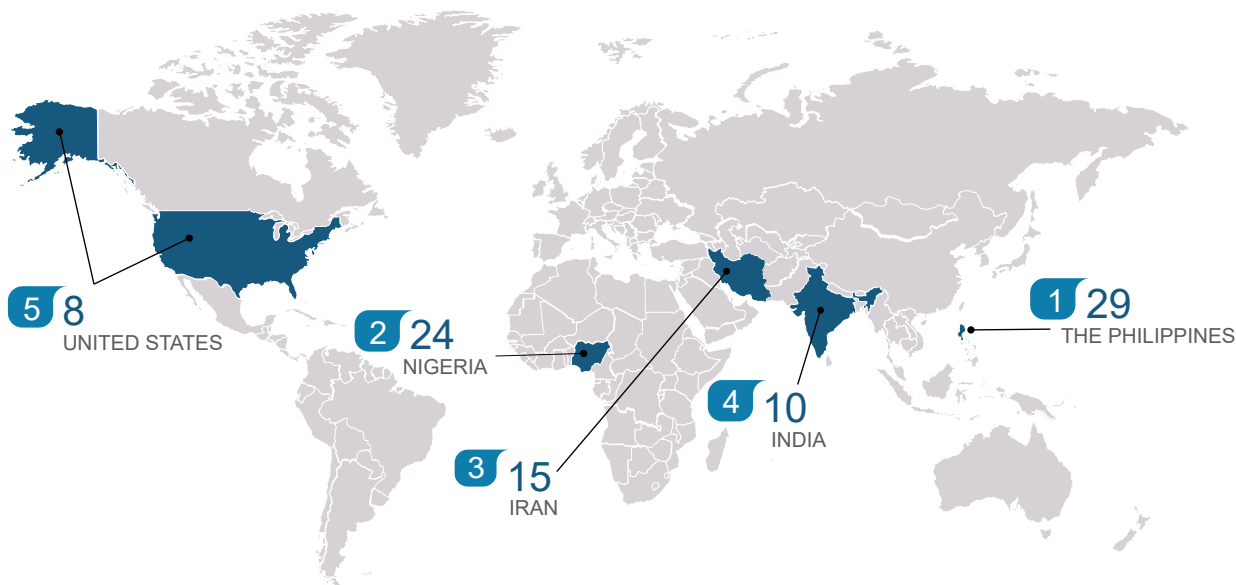 1 29
THE PHILIPPINES
2 24
NIGERIA
3 15
IRAN
4 10
INDIA
5 8
UNITED STATES